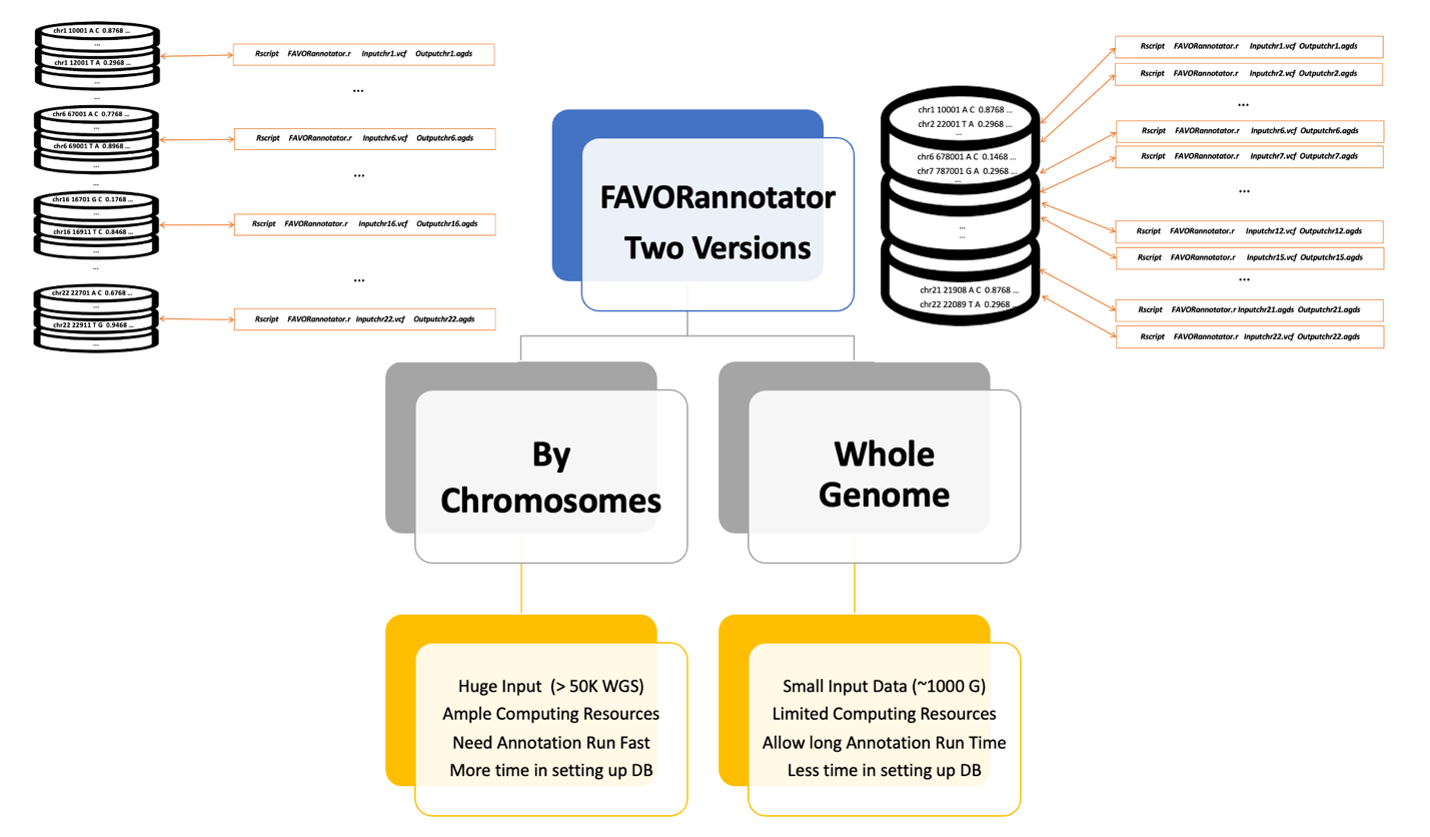 chr1 10001 A C 0.8768 ...
...
chr1 12001 T A 0.2968 ...
...
...
chr6 67001 A C 0.7768 ...
...
chr6 69001 T A 0.8968 ...
...
...
chr16 16701 G C 0.1768 ...
...
chr16 16911 T C 0.8468 ...
...
...
chr22 22701 A C 0.6768 ...
...
chr22 22911 T G 0.9468 ...
...
Rscript FAVORannotator.r Inputchr1.vcf Outputchr1.agds
...
Rscript FAVORannotator.r Inputchr6.vcf Outputchr6.agds
...
Rscript FAVORannotator.r Inputchr16.vcf Outputchr16.agds
...
Rscript FAVORannotator.r Inputchr22.vcf Outputchr22.agds
FAVORannotator
Two Versions
chr1 10001 A C 0.8768 ...
chr2 22001 T A 0.2968 ...
...
chr6 678001 A C 0.1468 ...
chr7 787001 G A 0.2968 ...
...
...
...
chr21 21908 A C 0.8768 ...
chr22 22089 T A 0.2968 ...
Rscript FAVORannotator.r Inputchr1.vcf Outputchr1.agds
Rscript FAVORannotator.r Inputchr2.vcf Outputchr2.agds
...
Rscript FAVORannotator.r Inputchr6.vcf Outputchr6.agds
Rscript FAVORannotator.r Inputchr7.vcf Outputchr7.agds
...
Rscript FAVORannotator.r Inputchr12.vcf Outputchr12.agds
Rscript FAVORannotator.r Inputchr15.vcf Outputchr15.agds
...
Rscript FAVORannotator.r Inputchr21.agds Outputchr21.agds
Rscript FAVORannotator.r Inputchr22.vcf Outputchr22.agds
By
Chromosomes
Whole
Genome
Huge Input (> 50K WGS)
Ample Computing Resources
Need Annotation Run Fast
More time in setting up DB
Small Input Data (~1000 G)
Limited Computing Resources
Allow long Annotation Run Time
Less time in setting up DB